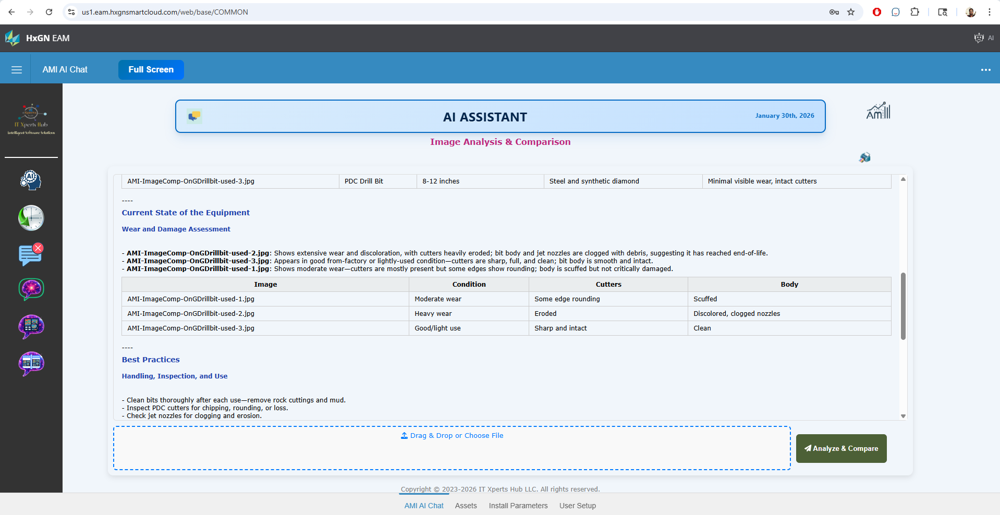 us1.eam.hxgnsmartcloud.com/web/base/COMMON
HxGN EAM
AI
AMI AI Chat
Full Screen
AI ASSISTANT
January 30th, 2026
AMI
Image Analysis & Comparison
eXperts
IT Xperts Hub
Intelligent Software Solutions
AI
AMI-ImageComp-OnGDrillbit-used-3.jpg PDC Drill Bit 8-12 inches Steel and synthetic diamond Minimal visible wear, intact cutters
----
Current State of the Equipment
Wear and Damage Assessment
- AMI-ImageComp-OnGDrillbit-used-2.jpg: Shows extensive wear and discoloration, with cutters heavily eroded; bit body and jet nozzles are clogged with debris, suggesting it has reached end-of-life.
- AMI-ImageComp-OnGDrillbit-used-3.jpg: Appears in good from-factory or lightly-used condition—cutters are sharp, full, and clean; bit body is smooth and intact.
- AMI-ImageComp-OnGDrillbit-used-1.jpg: Shows moderate wear—cutters are mostly present but some edges show rounding; body is scuffed but not critically damaged.
Image Condition Cutters Body
AMI-ImageComp-OnGDrillbit-used-1.jpg Moderate wear Some edge rounding Scuffed
AMI-ImageComp-OnGDrillbit-used-2.jpg Heavy wear Eroded Discolored, clogged nozzles
AMI-ImageComp-OnGDrillbit-used-3.jpg Good/light use Sharp and intact Clean
----
Best Practices
Handling, Inspection, and Use
- Clean bits thoroughly after each use—remove rock cuttings and mud.
- Inspect PDC cutters for chipping, rounding, or loss.
- Check jet nozzles for clogging and erosion.
Drag & Drop or Choose File
Analyze & Compare
Copyright © 2023-2026 IT Xperts Hub LLC. All rights reserved.
AMI AI Chat Assets Install Parameters User Setup